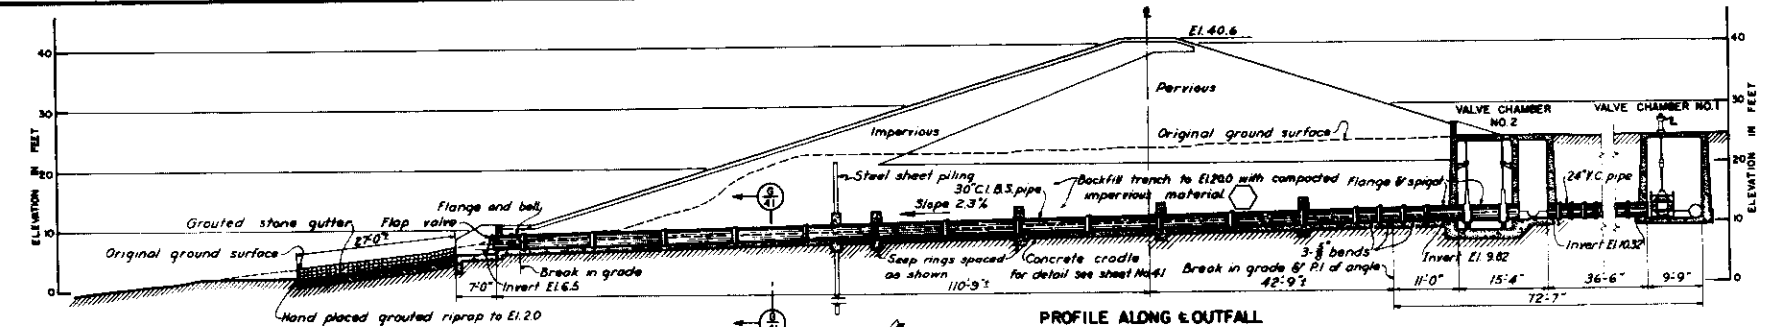 ℄
El. 40.6
40
40
Pervious
30
30
VALVE CHAMBER
NO. 2
VALVE CHAMBER NO. 1
Impervious
Original ground surface
ELEVATION IN FEET
ELEVATION IN FEET
20
20
Steel sheet piling
30" C.I. B.S. pipe
Backfill trench to El. 20.0 with compacted
impervious material
Flange & spigot
24" V.C. pipe
G
41
Slope 2.3%
Flange and bell
Grouted stone gutter
Flap valve
10
10
27'-0"
Original ground surface
Invert El. 10.32
3-⅛" bends
Invert El. 9.82
Seep rings spaced
as shown
Concrete cradle
for detail see sheet No. 41
Break in grade
Break in grade & P.I. of angle
7'-0"
Invert El. 6.5
110'-9"±
42'-9"±
11'-0"
15'-4"
36'-6"
9'-9"
0
0
72'-7"
Hand placed grouted riprap to El. 2.0
G
PROFILE ALONG ℄ OUTFALL